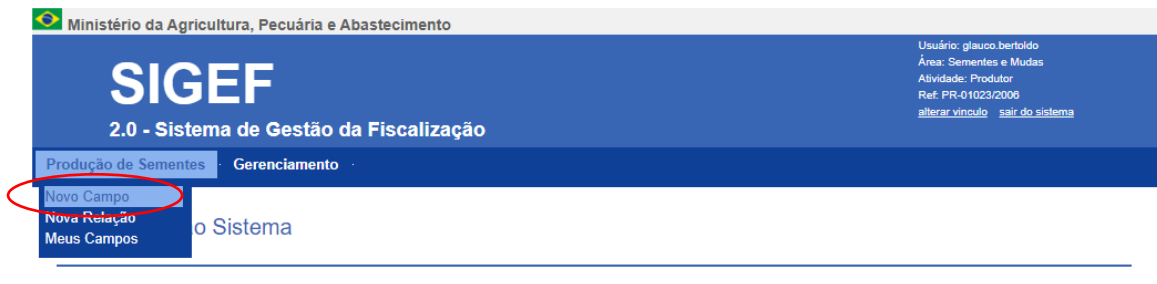 Ministério da Agricultura, Pecuária e Abastecimento
Usuário: glauco.bertoldo
Área: Sementes e Mudas
Atividade: Produtor
Ref: PR-01023/2006
alterar vinculo sair do sistema
SIGEF
2.0 - Sistema de Gestão da Fiscalização
Produção de Sementes · Gerenciamento ·
Novo Campo
Nova Relação
Meus Campos
o Sistema